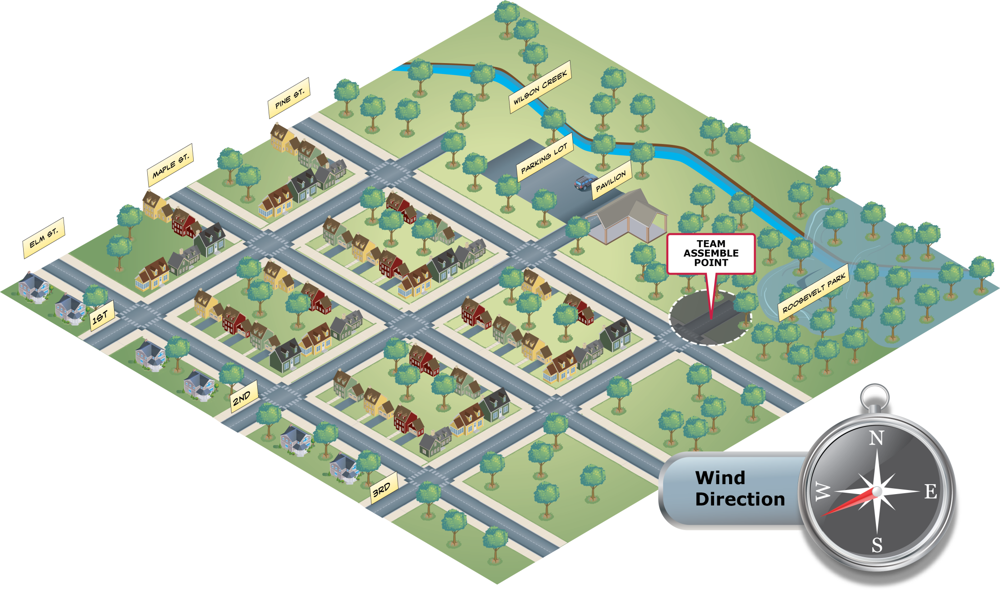 WILSON CREEK
PINE ST.
PARKING LOT
MAPLE ST.
PAVILION
ELM ST.
TEAM
ASSEMBLE
POINT
ROOSEVELT PARK
1ST
2ND
3RD
Wind
Direction
N
W
E
S